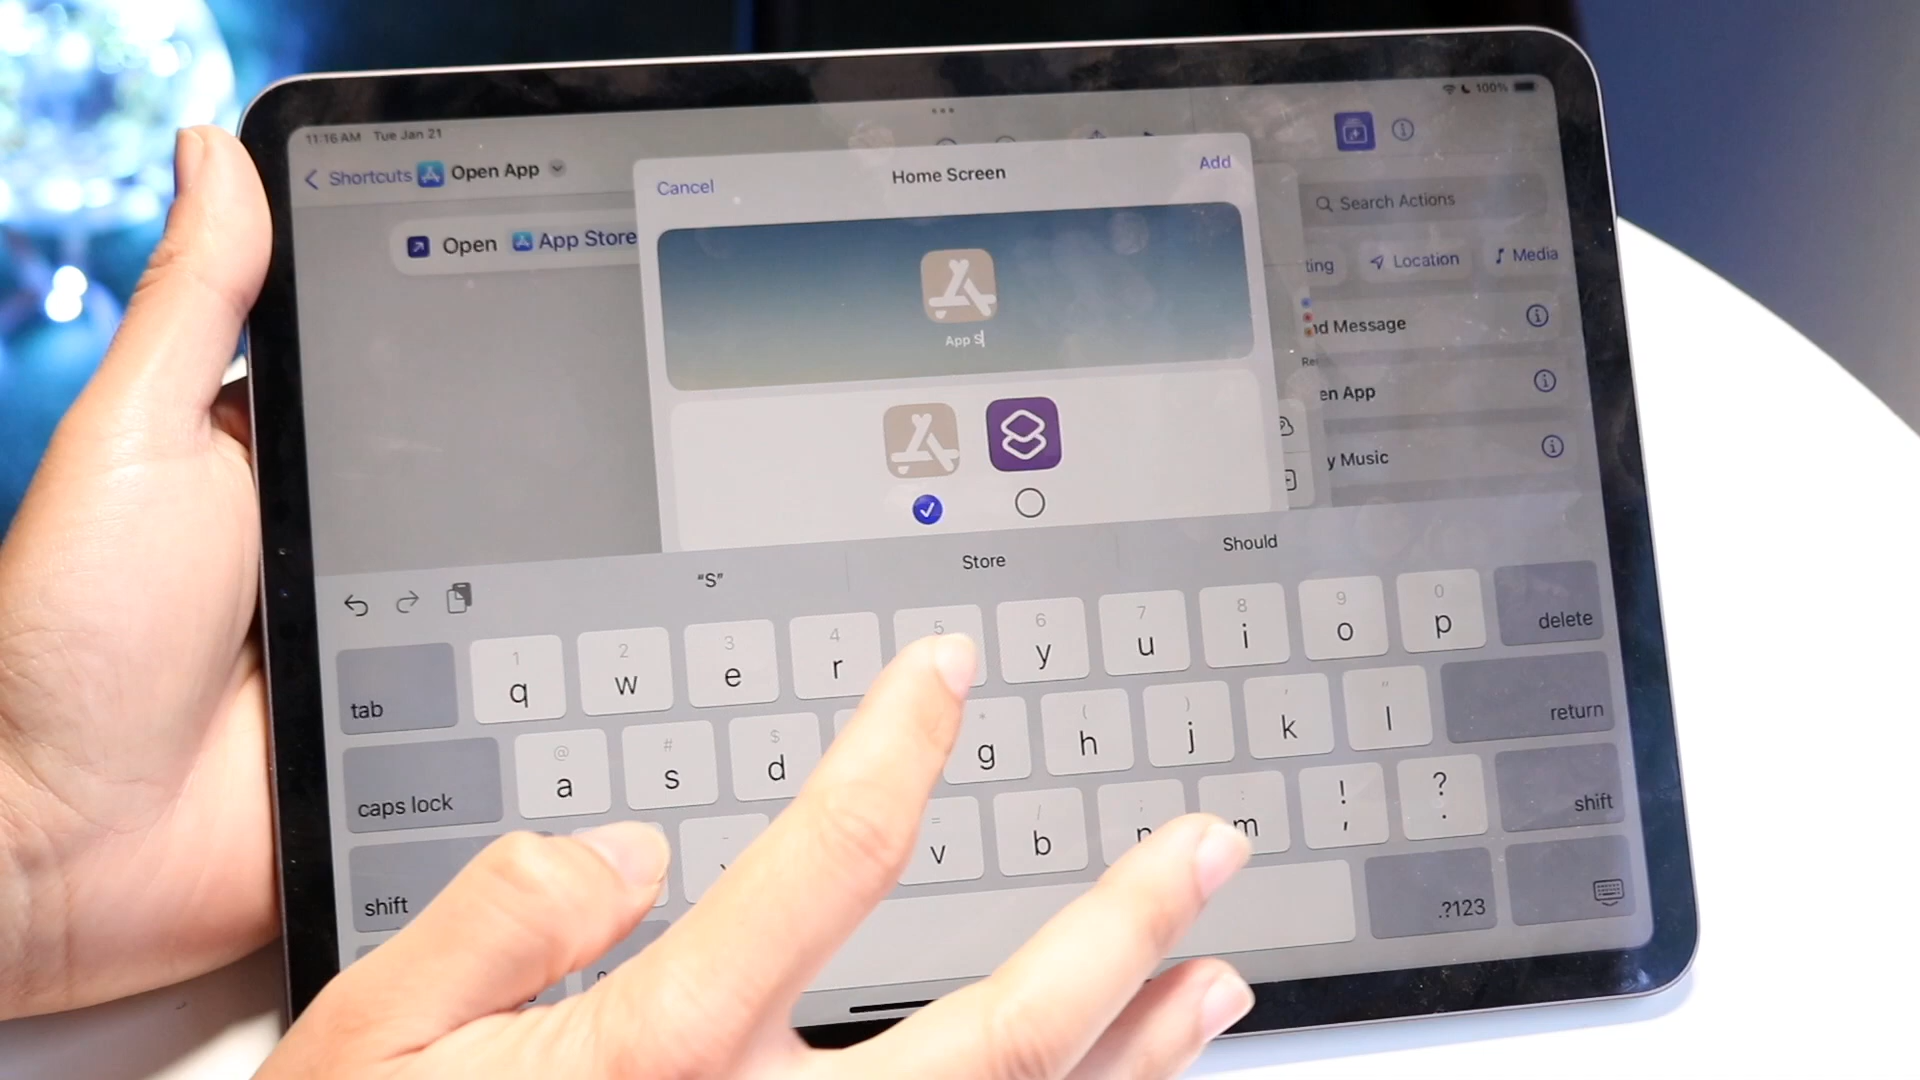 11:16 AM Tue Jan 21
100%
Shortcuts Open App
Open App Store
Cancel Home Screen Add
App S
Search Actions
ting Location Media
nd Message
en App
y Music
“S” Store Should
1 2 3 4 5 6 7 8 9 0
tab q w e r y u i o p delete
@ # $ * ( ) ' "
caps lock a s d g h j k l return
- = / ; : ! ?
shift v b n m , . shift
.?123